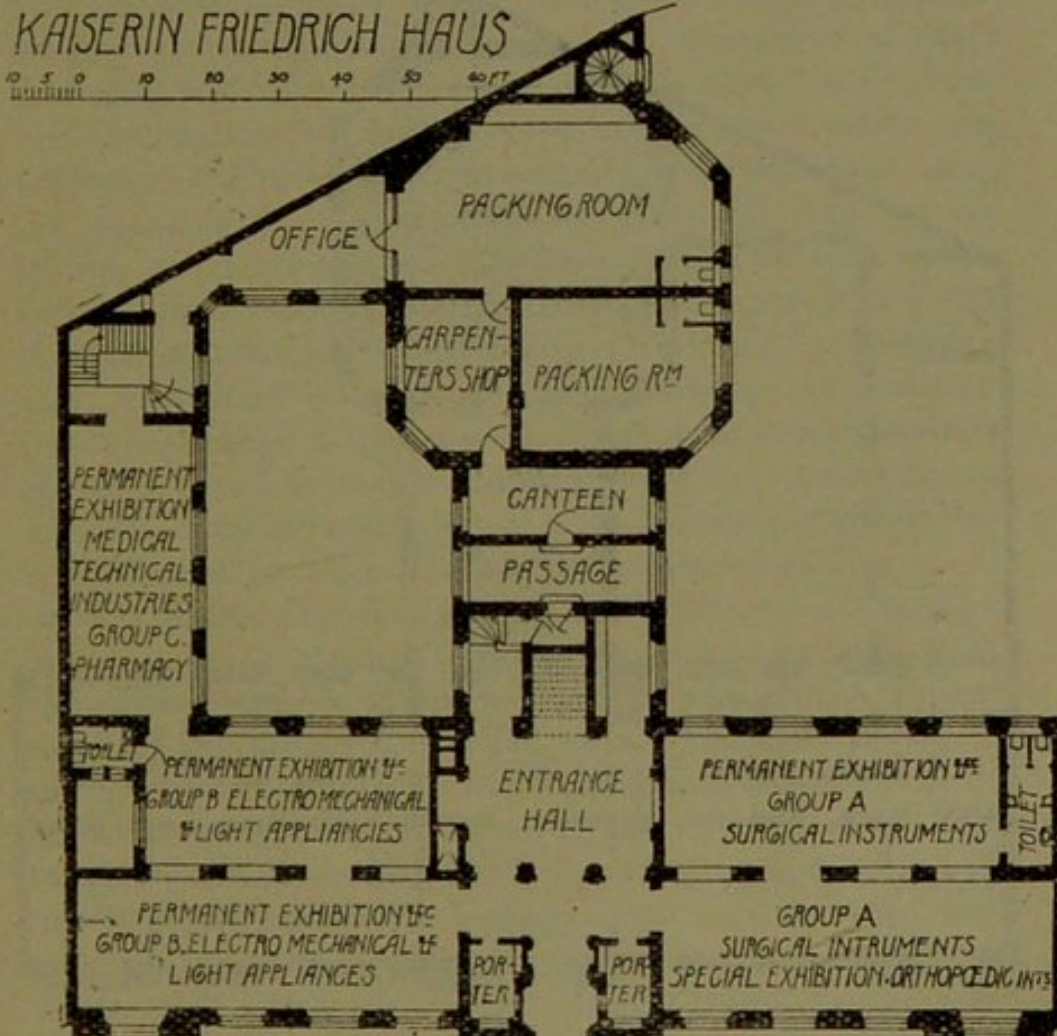 KAISERIN FRIEDRICH HAUS
10 5 0 10 20 30 40 50 60 FT
PACKING ROOM
OFFICE
CARPEN-
TERS SHOP
PACKING RM
CANTEEN
PASSAGE
PERMANENT
EXHIBITION
MEDICAL
TECHNICAL
INDUSTRIES
GROUP C.
PHARMACY
TOILET
PERMANENT EXHIBITION &c
GROUP B ELECTRO MECHANICAL
& LIGHT APPLIANCIES
ENTRANCE
HALL
PERMANENT EXHIBITION &c
GROUP A
SURGICAL INSTRUMENTS
TOILET
PERMANENT EXHIBITION &c
GROUP B. ELECTRO MECHANICAL &
LIGHT APPLIANCES
POR-
TER
POR-
TER
GROUP A
SURGICAL INTRUMENTS
SPECIAL EXHIBITION. ORTHOPŒDIC INTS